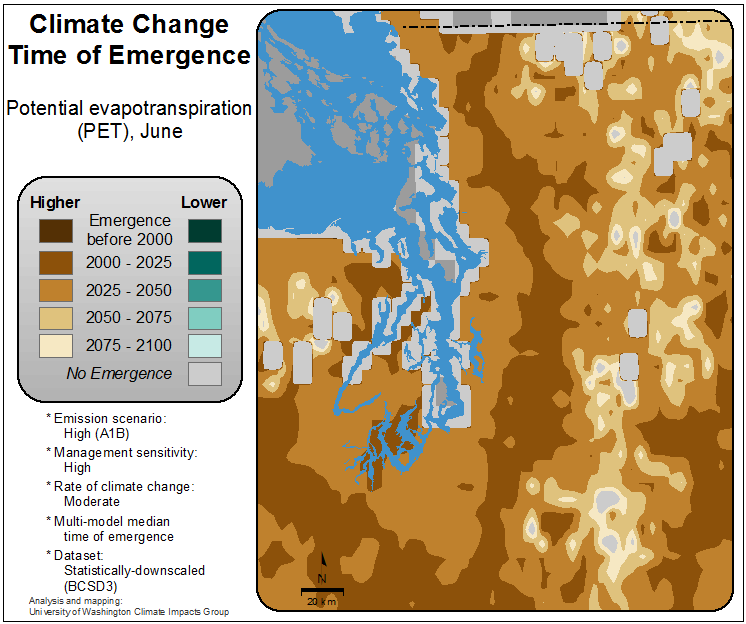 Climate Change
Time of Emergence
Potential evapotranspiration
(PET), June
Higher
Lower
Emergence
before 2000
2000 - 2025
2025 - 2050
2050 - 2075
2075 - 2100
No Emergence
* Emission scenario:
High (A1B)
* Management sensitivity:
High
* Rate of climate change:
Moderate
* Multi-model median
time of emergence
* Dataset:
Statistically-downscaled
(BCSD3)
Analysis and mapping:
University of Washington Climate Impacts Group
N
20 km